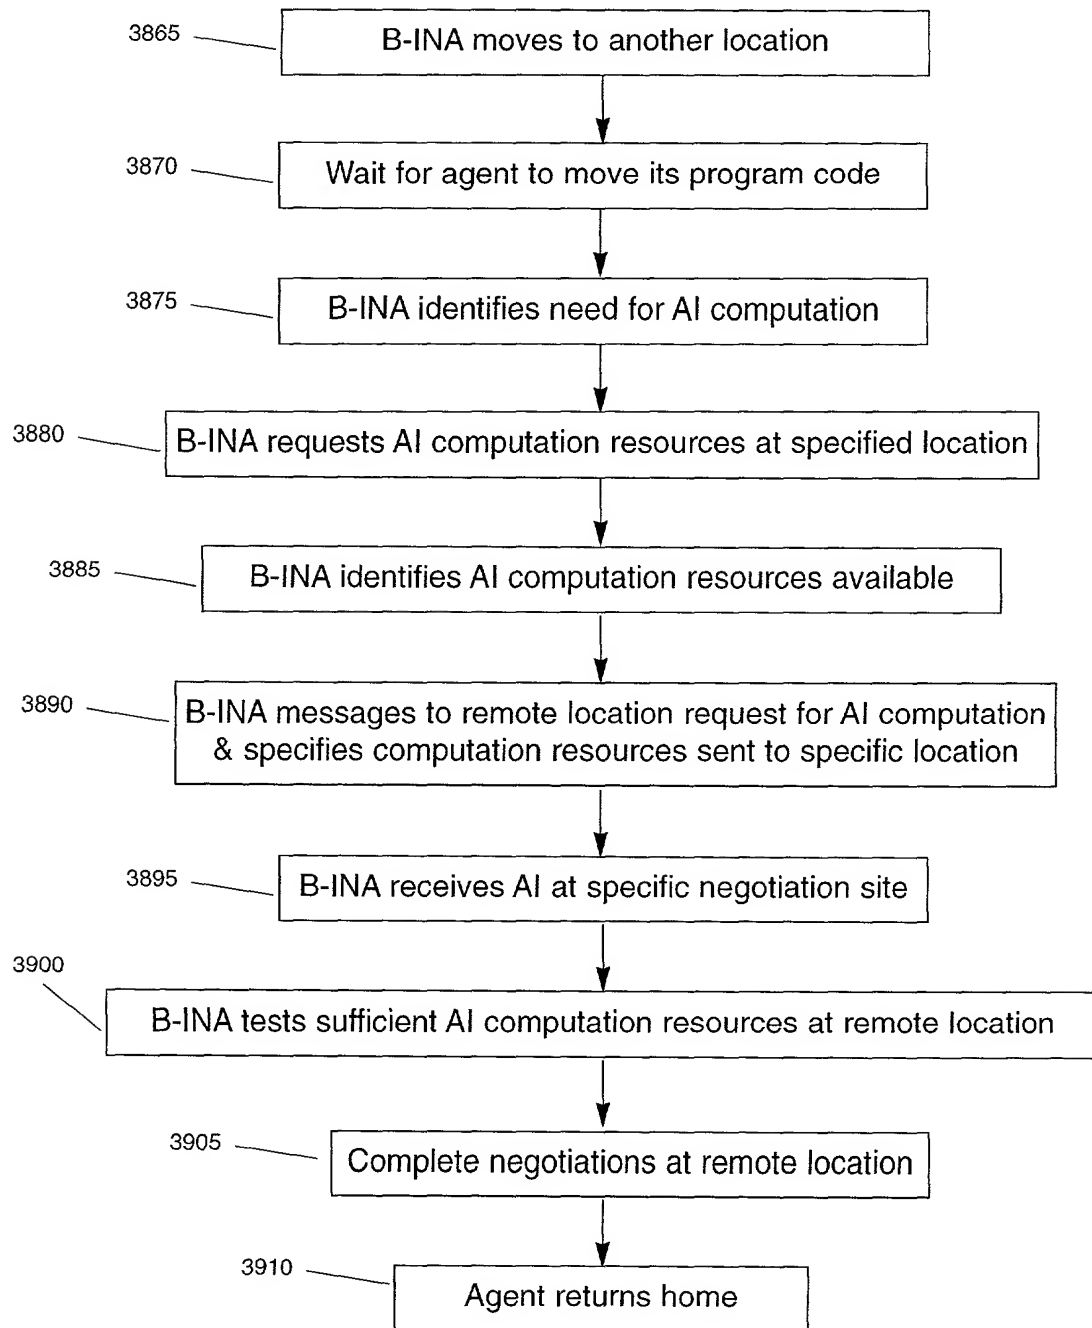 3865
B-INA moves to another location
3870
Wait for agent to move its program code
3875
B-INA identifies need for AI computation
3880
B-INA requests AI computation resources at specified location
3885
B-INA identifies AI computation resources available
3890
B-INA messages to remote location request for AI computation
& specifies computation resources sent to specific location
3895
B-INA receives AI at specific negotiation site
3900
B-INA tests sufficient AI computation resources at remote location
3905
Complete negotiations at remote location
3910
Agent returns home